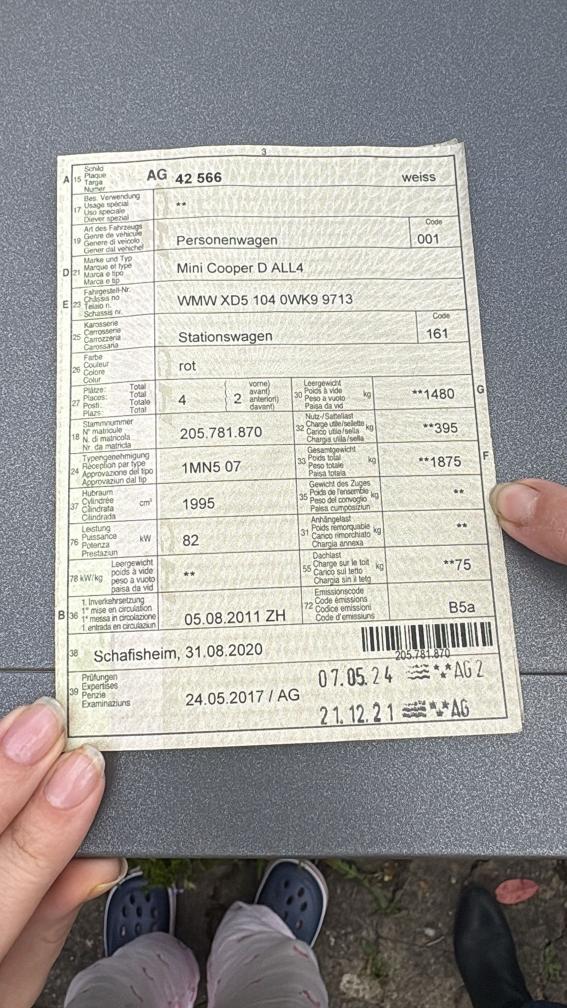 3
A 15 Schild Plaque Targa Numer AG 42 566 weiss
17 Bes. Verwendung Usage spécial Uso speciale Diever spezial **
19 Art des Fahrzeugs Genre de véhicule Genere di veicolo Gener dal vehichel Personenwagen Code 001
D 21 Marke und Typ Marque et type Marca e tipo Marca e tip Mini Cooper D ALL4
E 23 Fahrgestell-Nr. Châssis no Telaio n. Schassis nr. WMW XD5 104 0WK9 9713
25 Karosserie Carrosserie Carrozzeria Carossaria Stationswagen Code 161
26 Farbe Couleur Colore Colur rot
27 Plätze: Total Places: Total Posti: Totale Plazs: Total 4 2 vorne) avant) anteriori) davant) 30 Leergewicht Poids à vide Peso a vuoto Paisa da vid kg **1480 G
18 Stammnummer N° matricule N. di matricola Nr. da matricla 205.781.870 32 Nutz-/Sattellast Charge utile/sellette Carico utile/sella Chargia utila/sella kg **395
24 Typengenehmigung Réception par type Approvazione del tipo Approvaziun dal tip 1MN5 07 33 Gesamtgewicht Poids total Peso totale Paisa totala kg **1875 F
37 Hubraum Cylindrée Cilindrata Cilindrada cm³ 1995 35 Gewicht des Zuges Poids de l'ensemble Peso del convoglio Paisa cumposiziun kg **
76 Leistung Puissance Potenza Prestaziun kW 82 31 Anhängelast Poids remorquable Carico rimorchiato Chargia annexa kg **
78 kW/kg Leergewicht poids à vide peso a vuoto paisa da vid ** 55 Dachlast Charge sur le toit Carico sul tetto Chargia sin il tetg kg **75
B 36 1. Inverkehrsetzung 1re mise en circulation 1a messa in circolazione 1. entrada en circulaziun 05.08.2011 ZH 72 Emissionscode Code émissions Codice emissioni Code d'emissiuns B5a
38 Schafisheim, 31.08.2020 205.781.870
39 Prüfungen Expertises Perizie Examinaziuns 24.05.2017 / AG 07.05.24 AG 2
21.12.21 AG